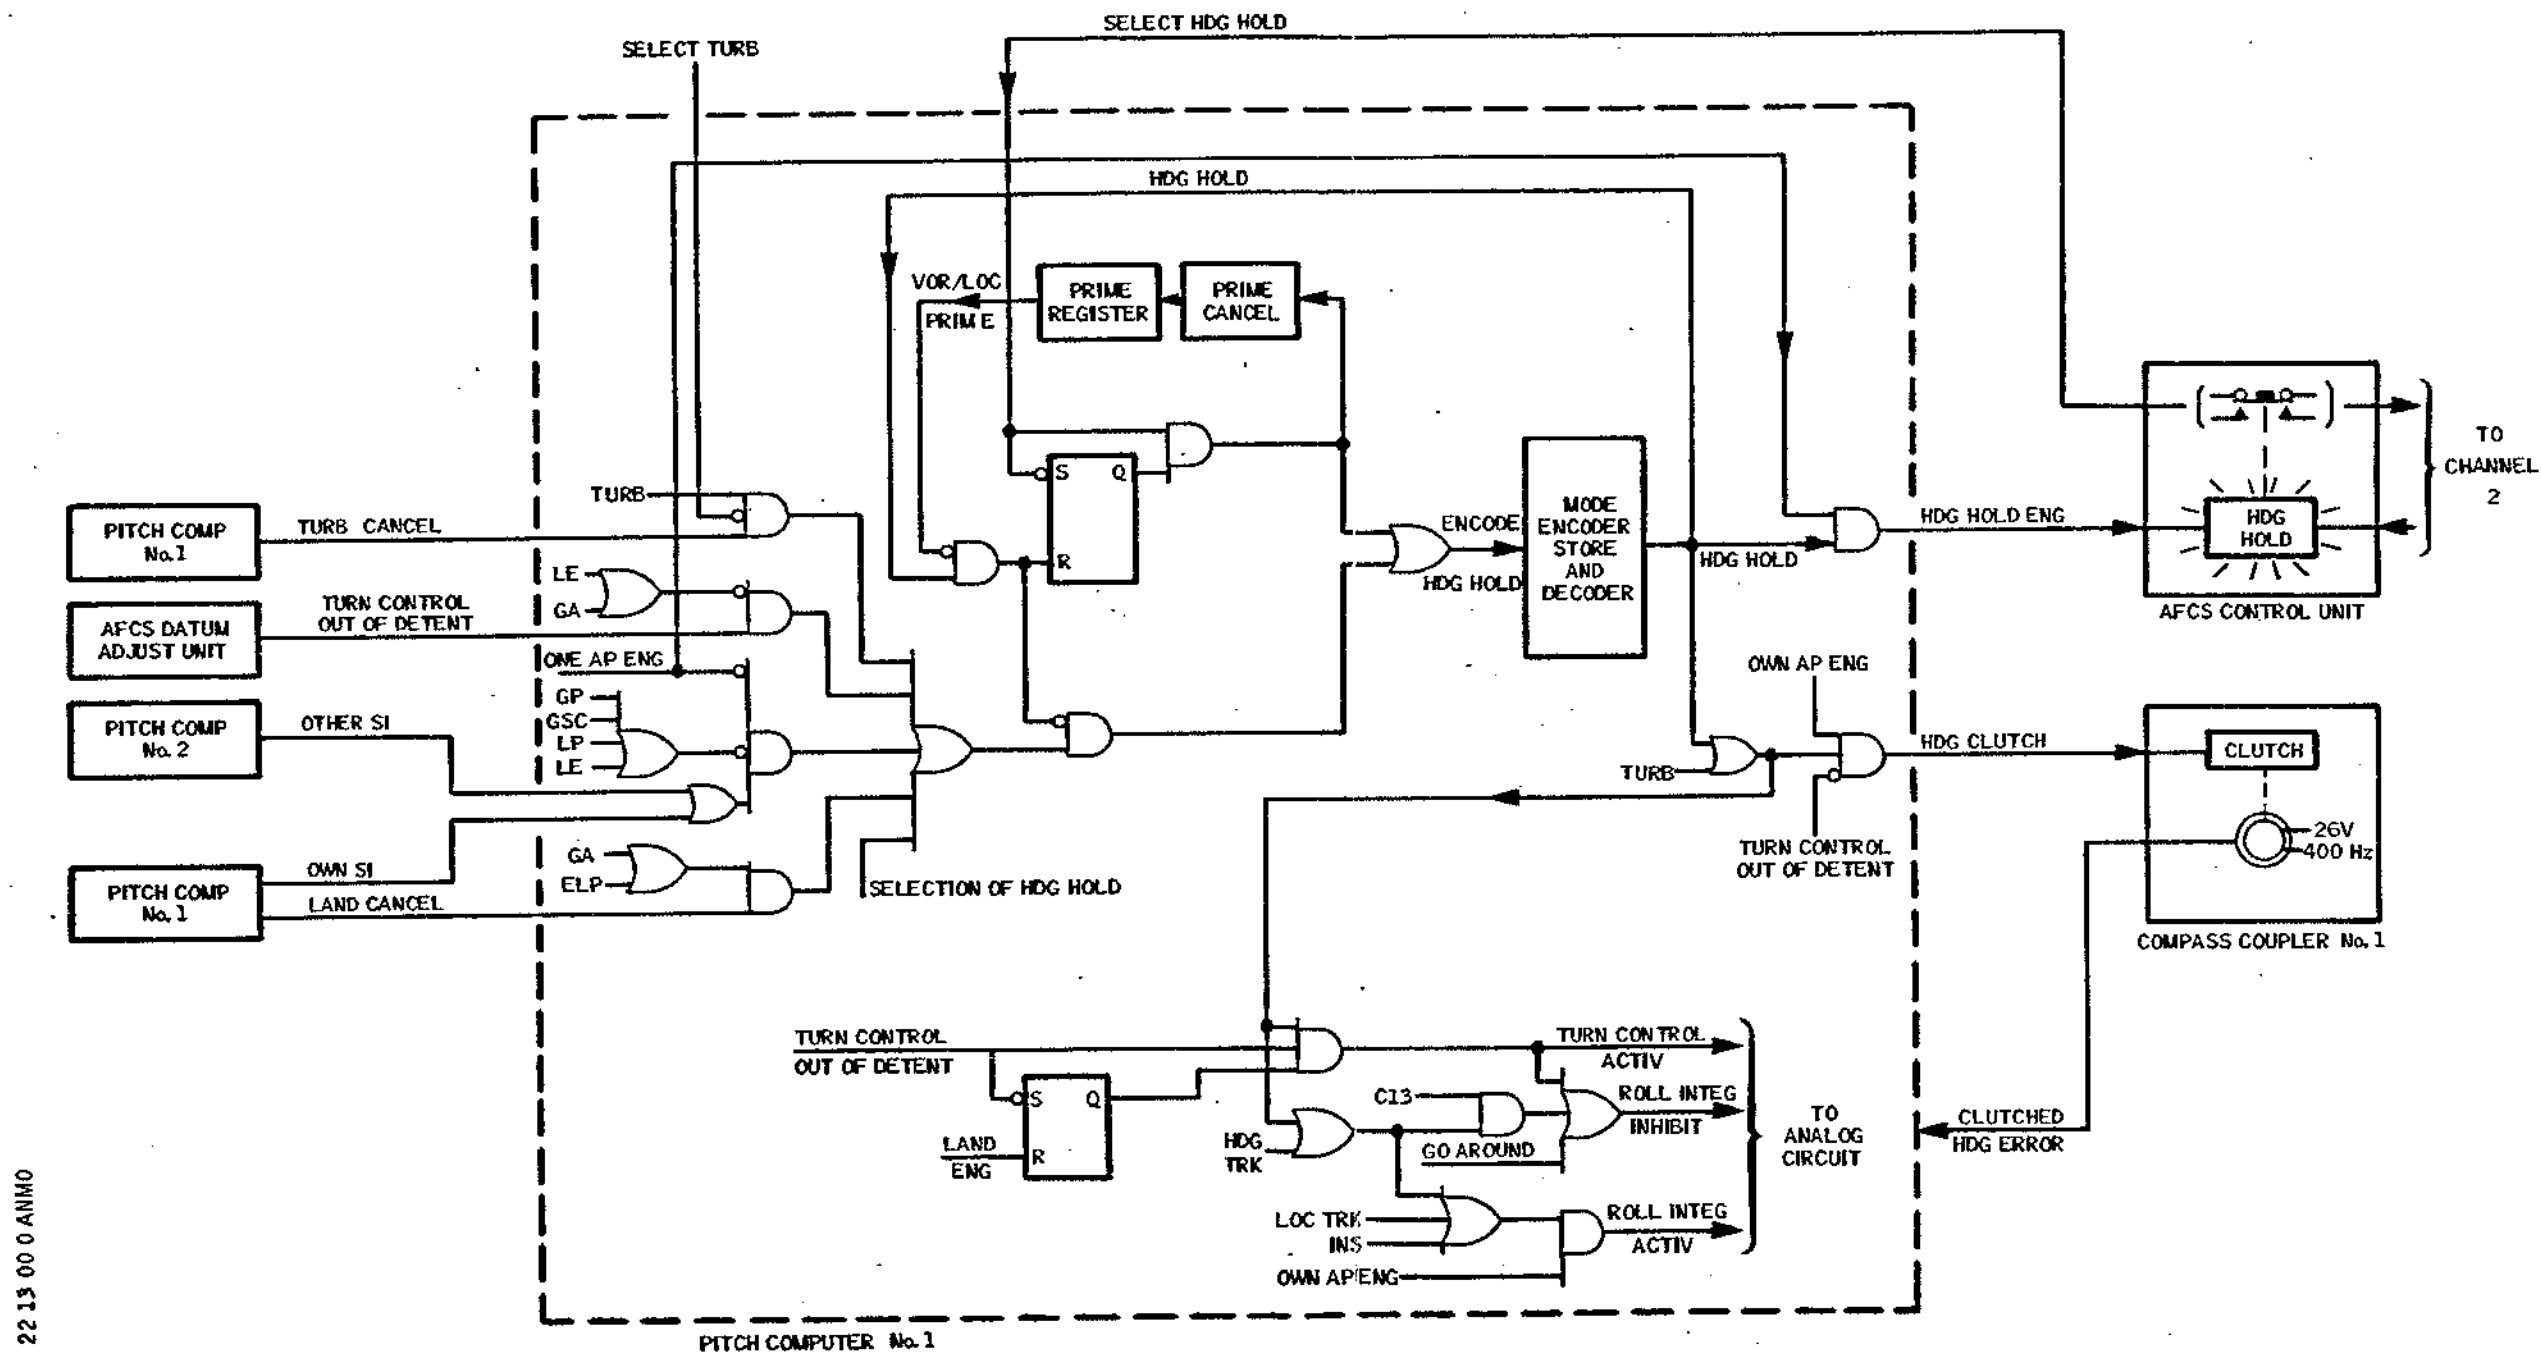 SELECT HDG HOLD
SELECT TURB
HDG HOLD
VOR/LOC
PRIME
PRIME
REGISTER
PRIME
CANCEL
TURB
S
Q
R
PITCH COMP
No.1
TURB CANCEL
LE
GA
AFCS DATUM
ADJUST UNIT
TURN CONTROL
OUT OF DETENT
ONE AP ENG
GP
GSC
LP
LE
PITCH COMP
No.2
OTHER SI
PITCH COMP
No.1
OWN SI
LAND CANCEL
GA
ELP
SELECTION OF HDG HOLD
ENCODE
HDG HOLD
MODE
ENCODER
STORE
AND
DECODER
HDG HOLD
HDG HOLD ENG
HDG
HOLD
AFCS CONTROL UNIT
TO
CHANNEL
2
OWN AP ENG
TURB
HDG CLUTCH
TURN CONTROL
OUT OF DETENT
CLUTCH
26V
400 Hz
COMPASS COUPLER No.1
TURN CONTROL
OUT OF DETENT
S
Q
R
LAND
ENG
TURN CONTROL
ACTIV
C13
ROLL INTEG
INHIBIT
HDG
TRK
GO AROUND
LOC TRK
INS
OWN AP ENG
ROLL INTEG
ACTIV
TO
ANALOG
CIRCUIT
CLUTCHED
HDG ERROR
PITCH COMPUTER No.1
22 13 00 0 ANM0